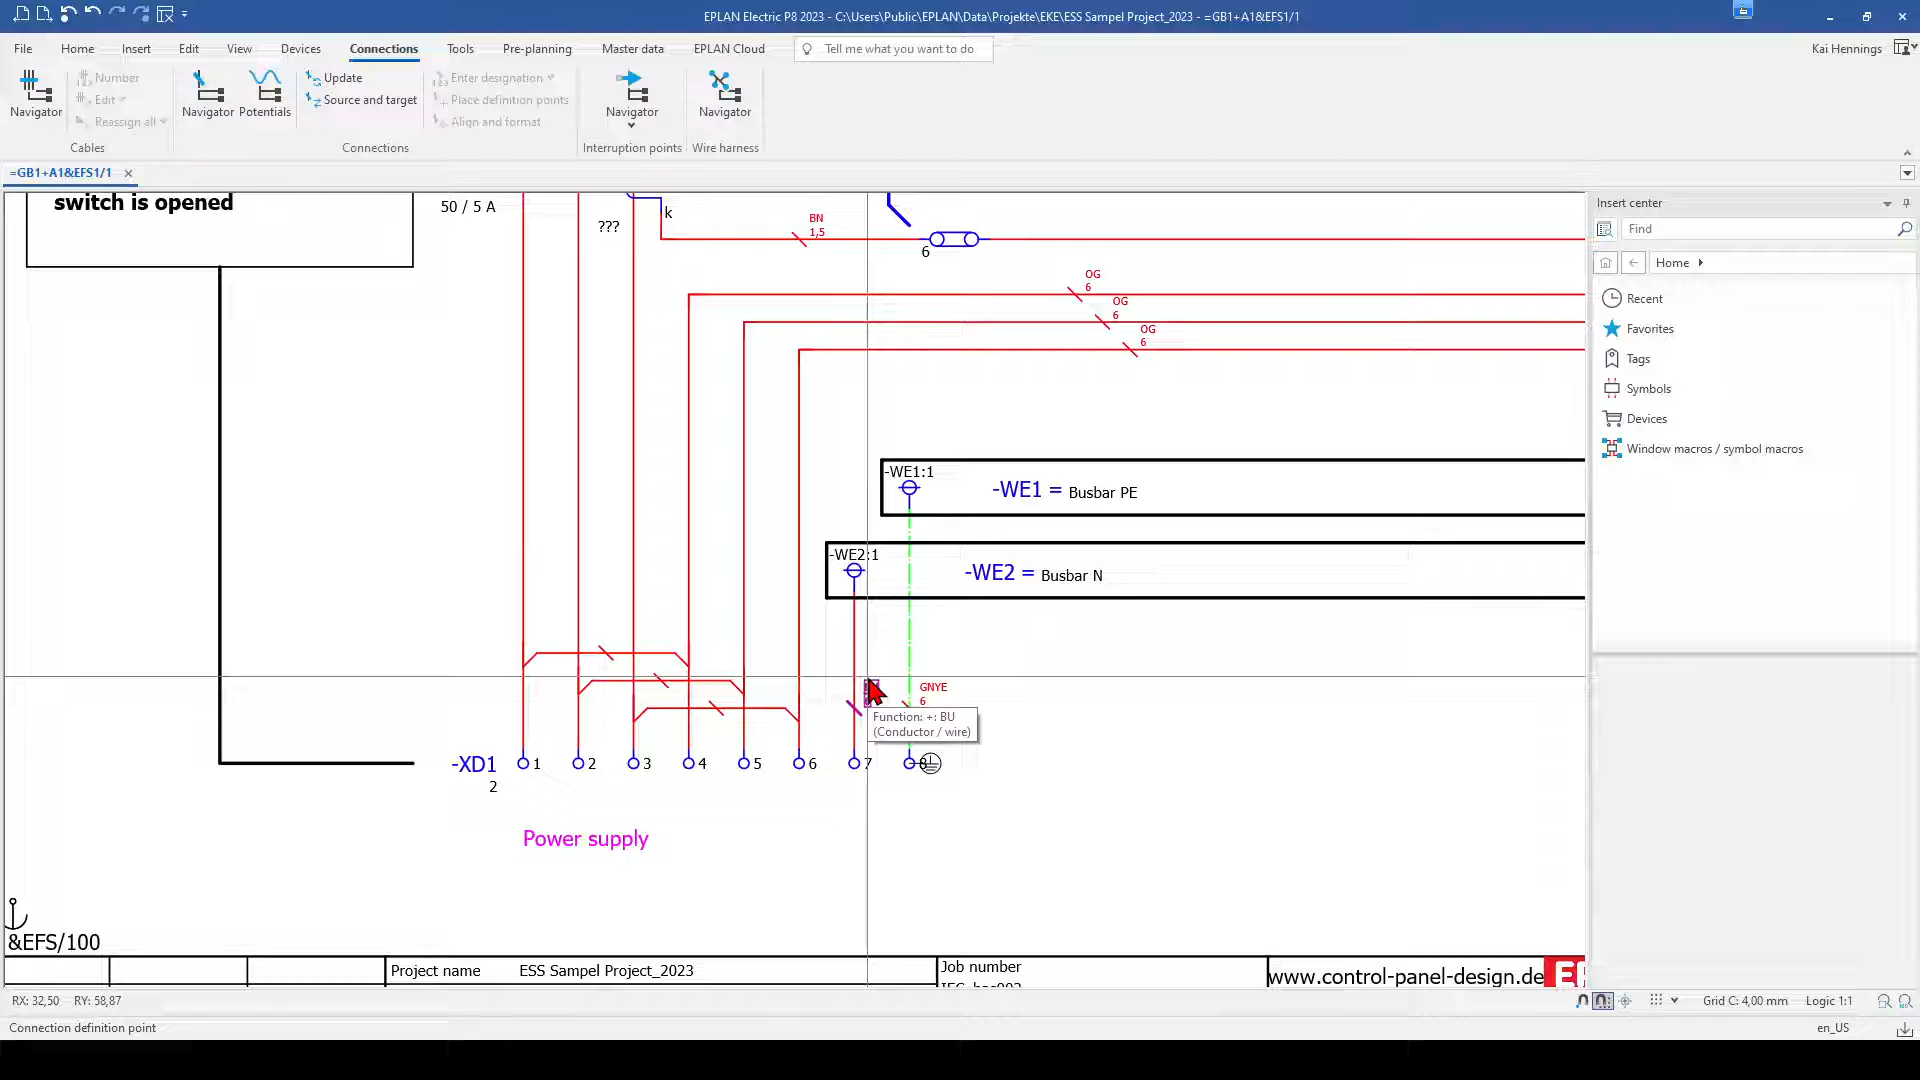 EPLAN Electric P8 2023 - C:\Users\Public\EPLAN\Data\Projekte\EKE\ESS Sampel Project_2023 - =GB1+A1&EFS1/1
File Home Insert Edit View Devices Connections Tools Pre-planning Master data EPLAN Cloud Tell me what you want to do Kai Hennings
Number Update Enter designation
Edit Source and target Place definition points
Navigator Navigator Potentials Navigator Navigator
Reassign all Align and format
Cables Connections Interruption points Wire harness
=GB1+A1&EFS1/1
switch is opened
50 / 5 A
???
k
BN
1,5
6
OG
6
OG
6
OG
6
-WE1:1
-WE1 = Busbar PE
-WE2:1
-WE2 = Busbar N
GNYE
6
Function: +: BU
(Conductor / wire)
-XD1 1 2 3 4 5 6 7 8
2
Power supply
&EFS/100
Project name ESS Sampel Project_2023 Job number
www.control-panel-design.de
Insert center
Find
Home
Recent
Favorites
Tags
Symbols
Devices
Window macros / symbol macros
RX: 32,50 RY: 58,87 Grid C: 4,00 mm Logic 1:1
Connection definition point en_US